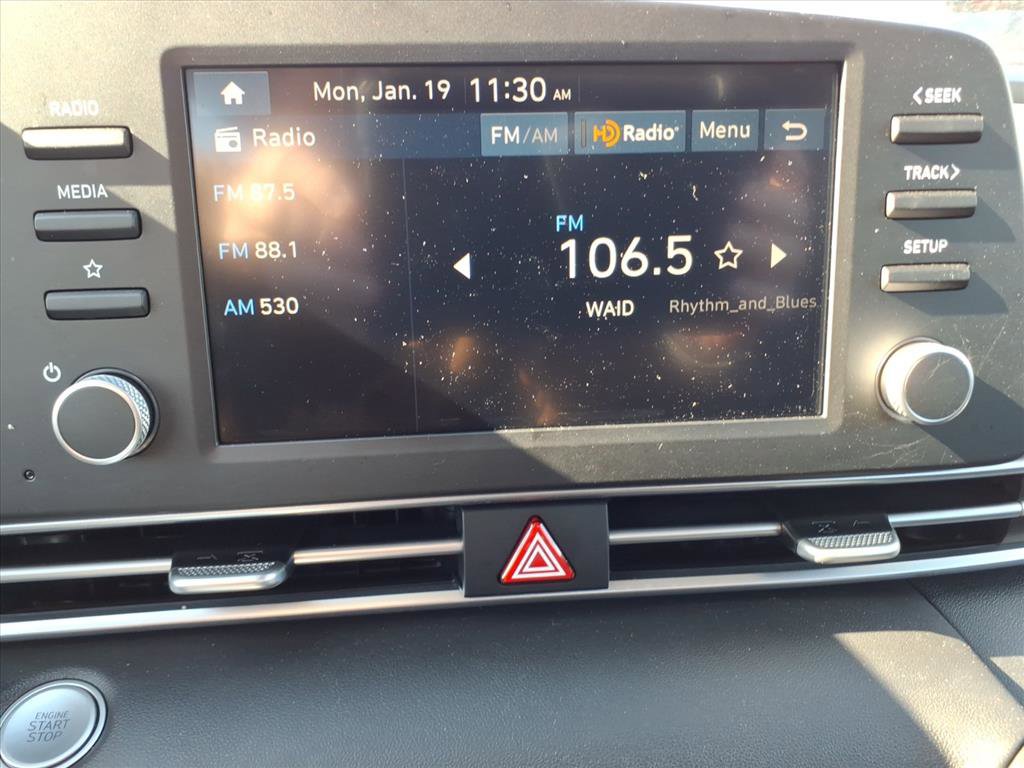 RADIO
MEDIA
Mon, Jan. 19 11:30 AM
Radio FM/AM HD Radio® Menu
FM 87.5
FM 88.1
AM 530
FM
106.5
WAID Rhythm_and_Blues
<SEEK
TRACK>
SETUP
ENGINE
START
STOP